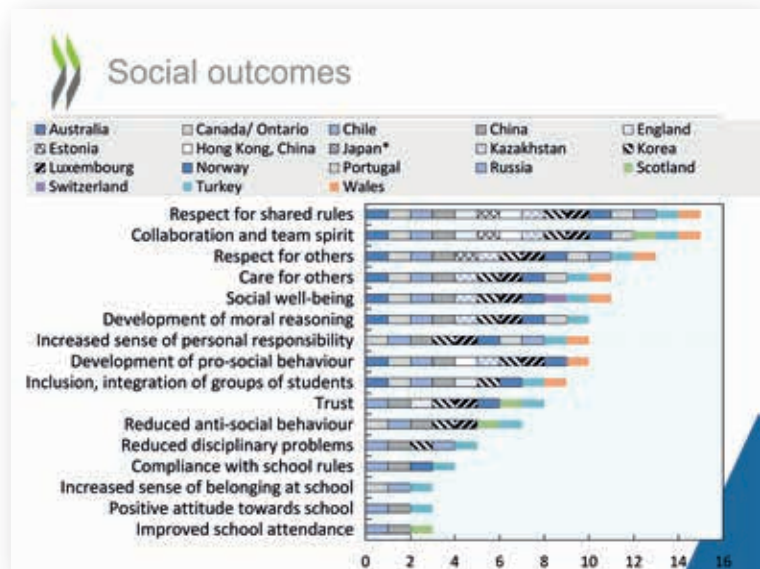 Social outcomes
Australia Canada/ Ontario Chile China England
Estonia Hong Kong, China Japan* Kazakhstan Korea
Luxembourg Norway Portugal Russia Scotland
Switzerland Turkey Wales
Respect for shared rules
Collaboration and team spirit
Respect for others
Care for others
Social well-being
Development of moral reasoning
Increased sense of personal responsibility
Development of pro-social behaviour
Inclusion, integration of groups of students
Trust
Reduced anti-social behaviour
Reduced disciplinary problems
Compliance with school rules
Increased sense of belonging at school
Positive attitude towards school
Improved school attendance
0 2 4 6 8 10 12 14 16